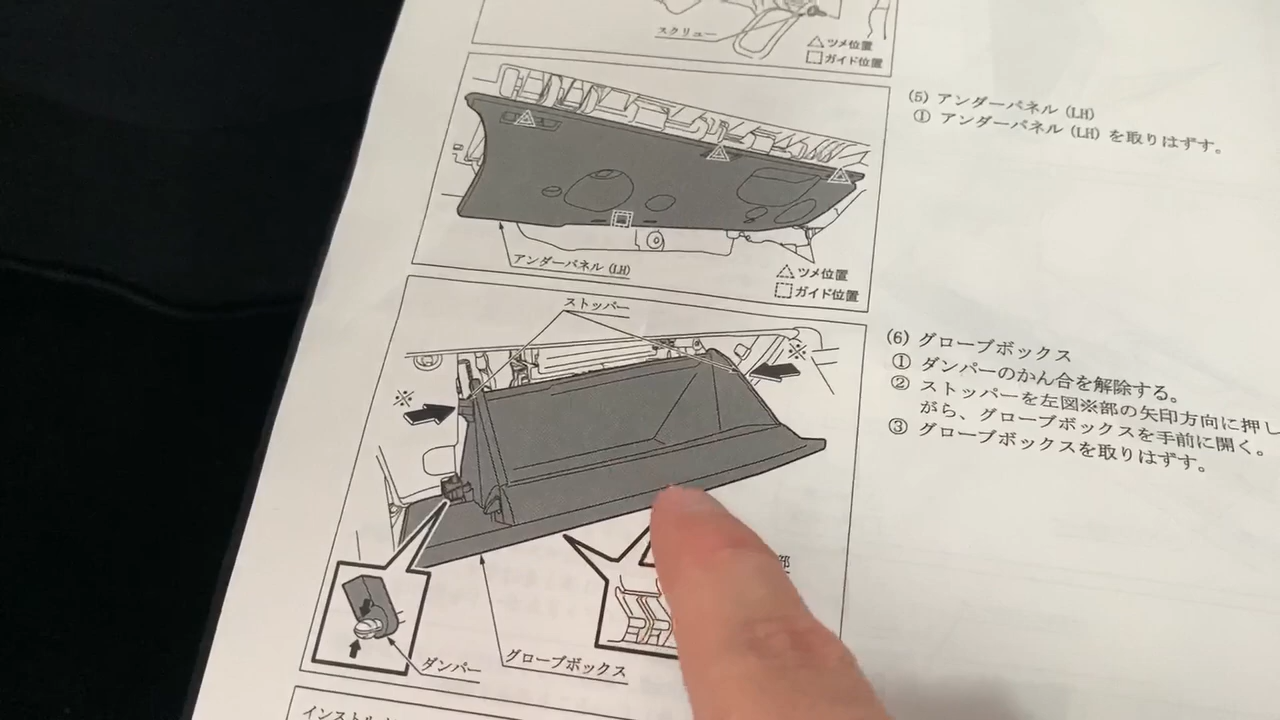 スクリュー
△ツメ位置
ガイド位置
(5) アンダーパネル(LH)
① アンダーパネル(LH)を取りはずす。
アンダーパネル(LH)
△ツメ位置
ガイド位置
ストッパー
※
※
(6) グローブボックス
① ダンパーのかん合を解除する。
② ストッパーを左図※部の矢印方向に押し
がら、グローブボックスを手前に開く。
③ グローブボックスを取りはずす。
部
ダンパー
グローブボックス